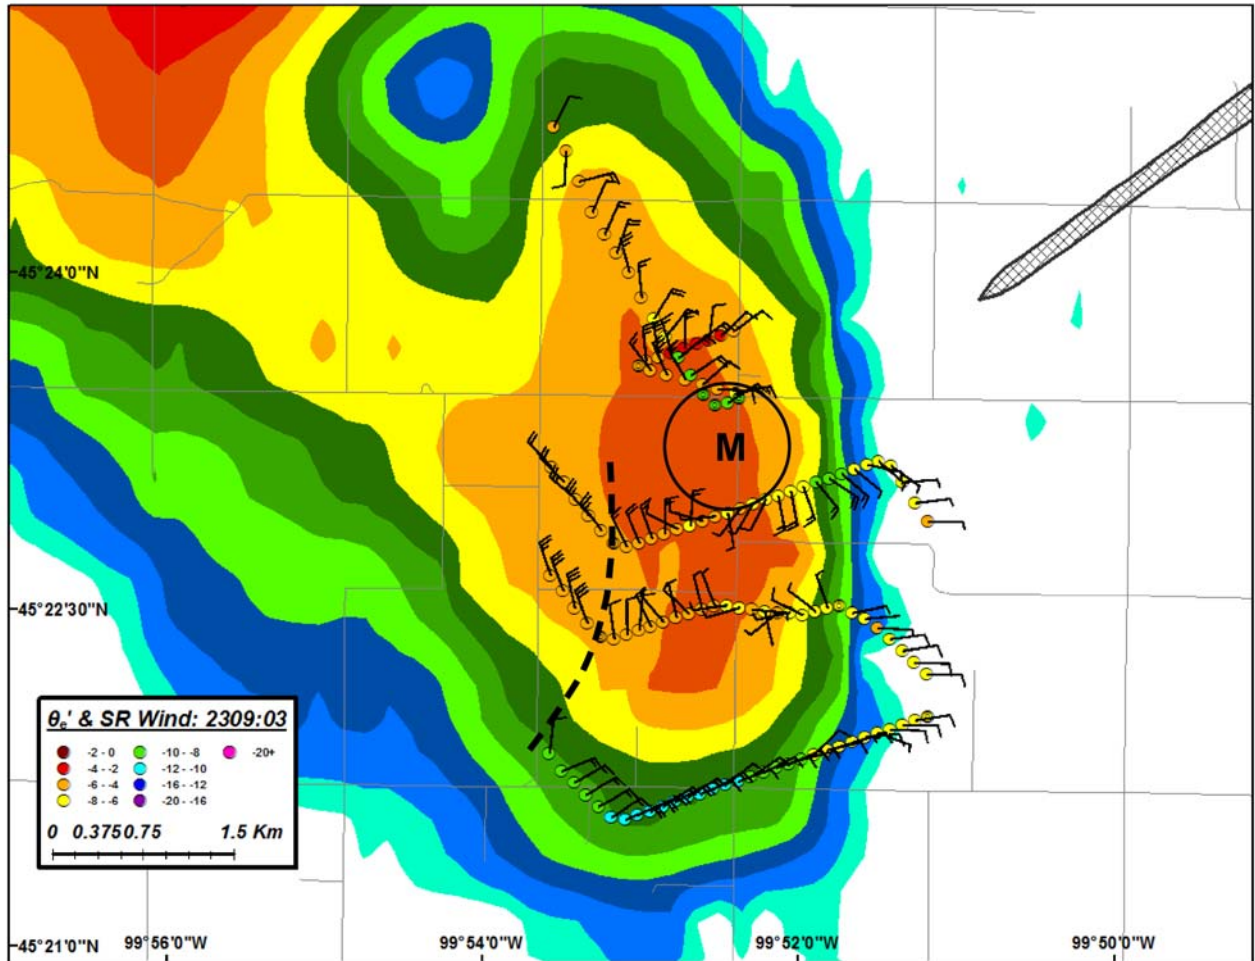 45°24'0"N
M
45°22'30"N
θe' & SR Wind: 2309:03
-2 - 0 -10 - -8 -20+
-4 - -2 -12 - -10
-6 - -4 -16 - -12
-8 - -6 -20 - -16
0 0.375 0.75 1.5 Km
45°21'0"N 99°56'0"W 99°54'0"W 99°52'0"W 99°50'0"W